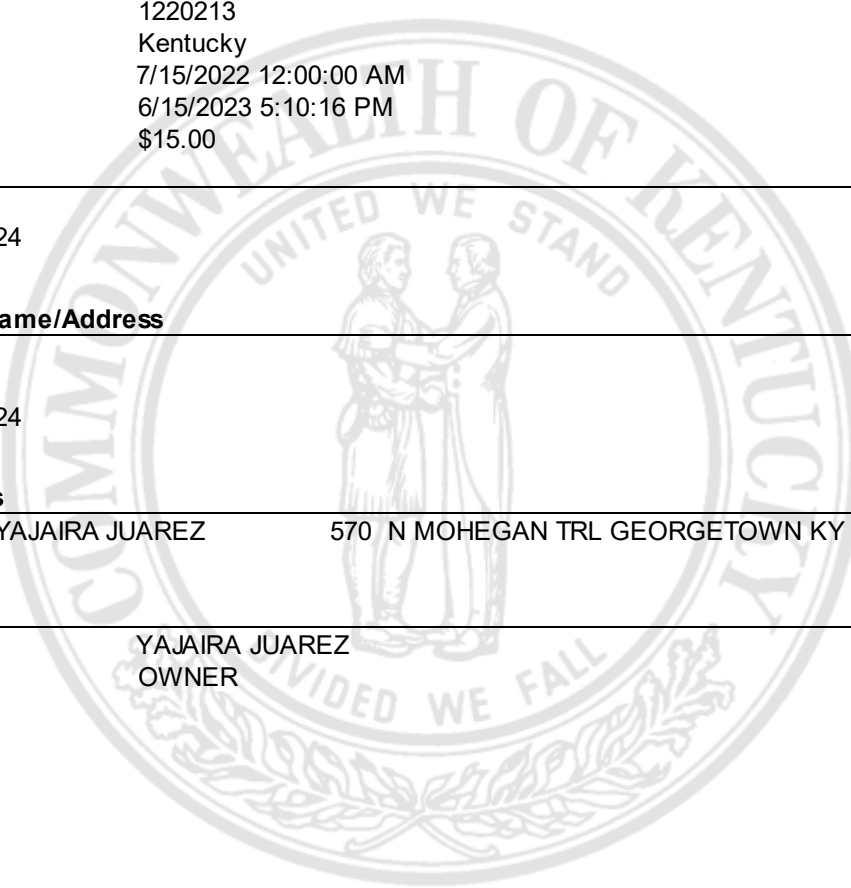 1220213
Kentucky
7/15/2022 12:00:00 AM
6/15/2023 5:10:16 PM
$15.00
24
ame/Address
24
s
YAJAIRA JUAREZ 570 N MOHEGAN TRL GEORGETOWN KY
YAJAIRA JUAREZ
OWNER
COMMONWEALTH OF KENTUCKY
UNITED WE STAND
DIVIDED WE FALL